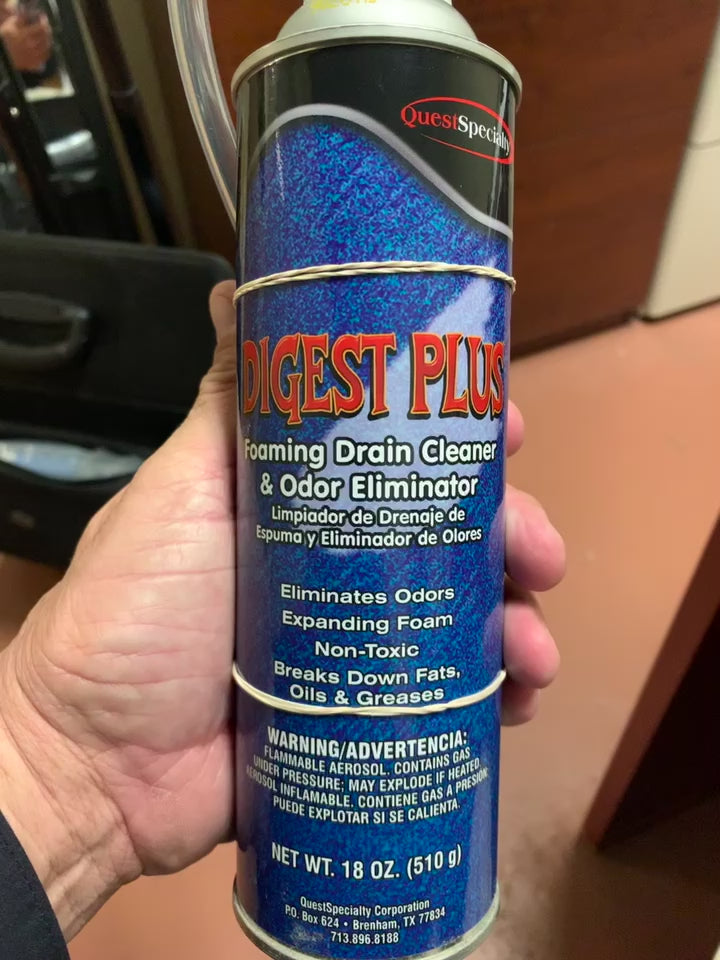 QuestSpecialty
DIGEST PLUS
Foaming Drain Cleaner
& Odor Eliminator
Limpiador de Drenaje de
Espuma y Eliminador de Olores
Eliminates Odors
Expanding Foam
Non-Toxic
Breaks Down Fats,
Oils & Greases
WARNING/ADVERTENCIA:
FLAMMABLE AEROSOL. CONTAINS GAS
UNDER PRESSURE; MAY EXPLODE IF HEATED.
AEROSOL INFLAMABLE. CONTIENE GAS A PRESIÓN:
PUEDE EXPLOTAR SI SE CALIENTA.
NET WT. 18 OZ. (510 g)
QuestSpecialty Corporation
P.O. Box 624 • Brenham, TX 77834
713.896.8188